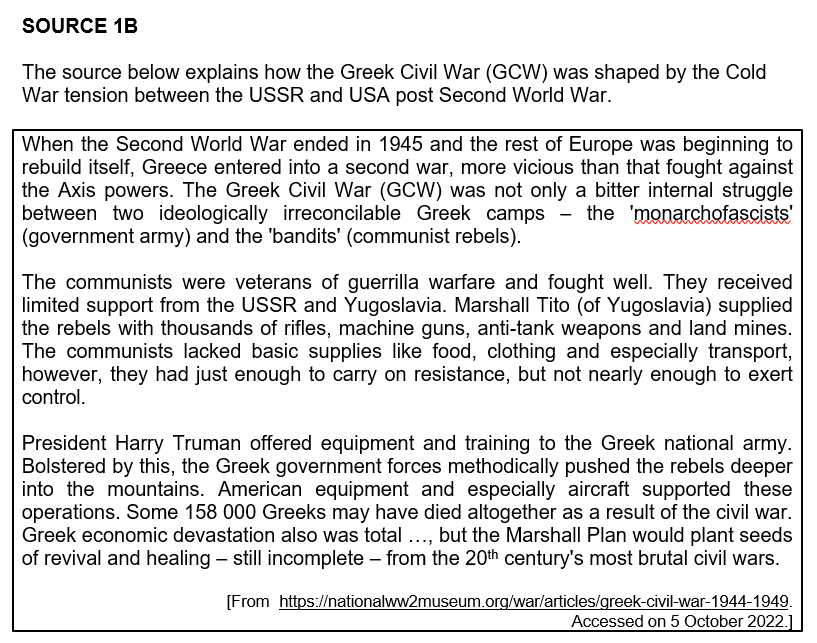 SOURCE 1B
The source below explains how the Greek Civil War (GCW) was shaped by the Cold
War tension between the USSR and USA post Second World War.
When the Second World War ended in 1945 and the rest of Europe was beginning to
rebuild itself, Greece entered into a second war, more vicious than that fought against
the Axis powers. The Greek Civil War (GCW) was not only a bitter internal struggle
between two ideologically irreconcilable Greek camps – the 'monarchofascists'
(government army) and the 'bandits' (communist rebels).
The communists were veterans of guerrilla warfare and fought well. They received
limited support from the USSR and Yugoslavia. Marshall Tito (of Yugoslavia) supplied
the rebels with thousands of rifles, machine guns, anti-tank weapons and land mines.
The communists lacked basic supplies like food, clothing and especially transport,
however, they had just enough to carry on resistance, but not nearly enough to exert
control.
President Harry Truman offered equipment and training to the Greek national army.
Bolstered by this, the Greek government forces methodically pushed the rebels deeper
into the mountains. American equipment and especially aircraft supported these
operations. Some 158 000 Greeks may have died altogether as a result of the civil war.
Greek economic devastation also was total …, but the Marshall Plan would plant seeds
of revival and healing – still incomplete – from the 20th century's most brutal civil wars.
[From https://nationalww2museum.org/war/articles/greek-civil-war-1944-1949.
Accessed on 5 October 2022.]